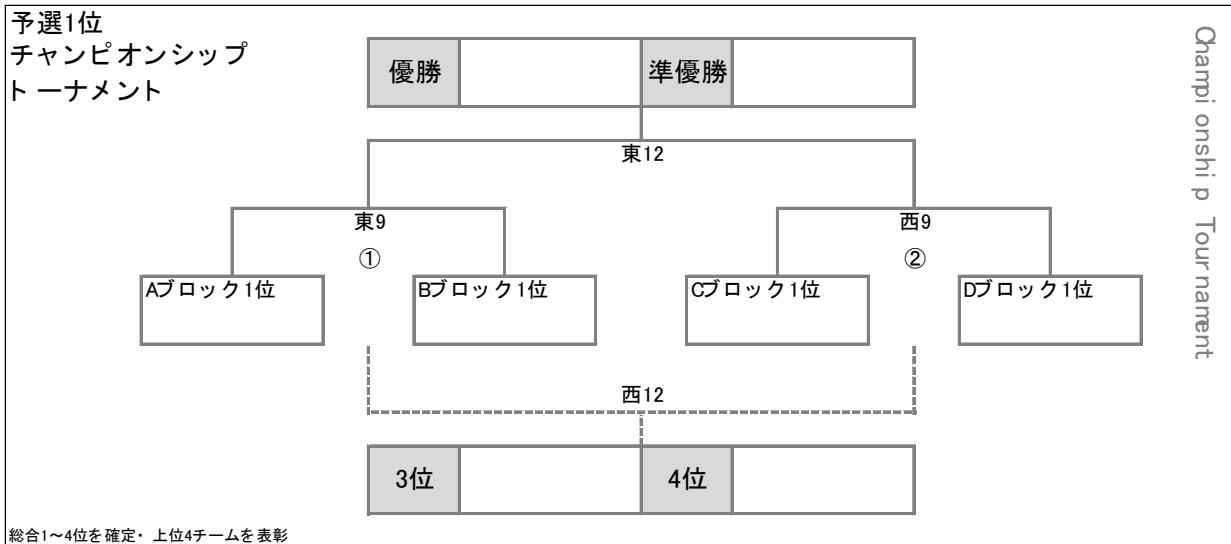 予選1位
チャンピオンシップ
トーナメント
優勝
準優勝
東12
東9
西9
①
②
Aブロック1位
Bブロック1位
Cブロック1位
Dブロック1位
西12
3位
4位
総合1～4位を確定・上位4チームを表彰
Championship Tournament